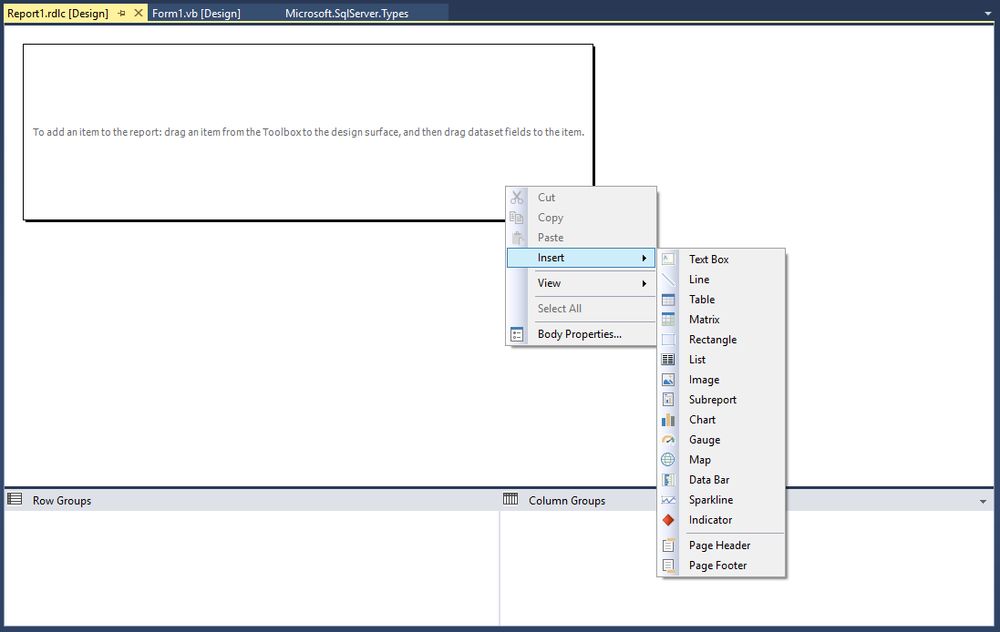 Report1.rdlc [Design]
Form1.vb [Design]
Microsoft.SqlServer.Types
To add an item to the report: drag an item from the Toolbox to the design surface, and then drag dataset fields to the item.
Cut
Copy
Paste
Insert
View
Select All
Body Properties...
Text Box
Line
Table
Matrix
Rectangle
List
Image
Subreport
Chart
Gauge
Map
Data Bar
Sparkline
Indicator
Page Header
Page Footer
Row Groups
Column Groups